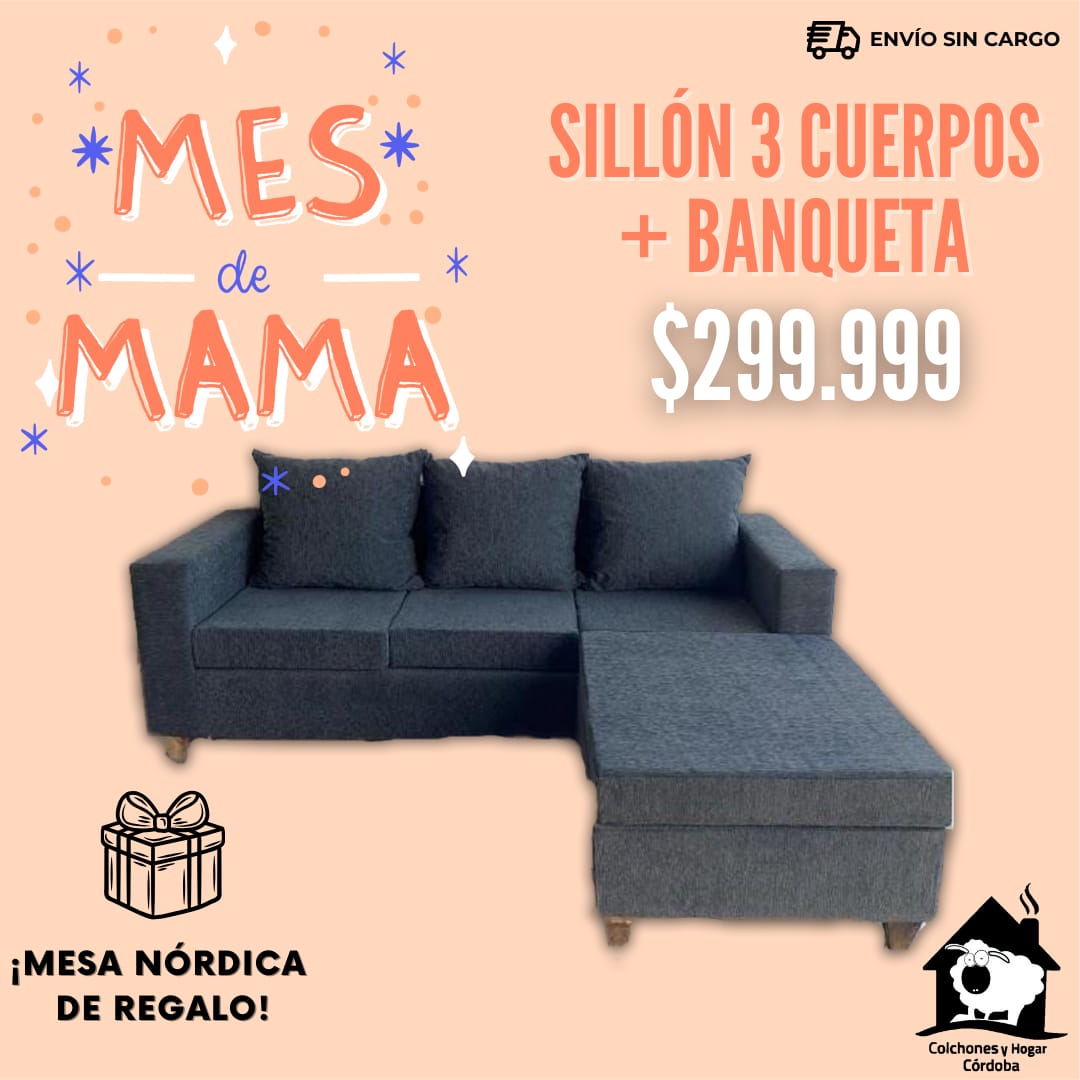 ENVÍO SIN CARGO
MES
de
MAMA
SILLÓN 3 CUERPOS
+ BANQUETA
$299.999
¡MESA NÓRDICA
DE REGALO!
Colchones y Hogar
Córdoba